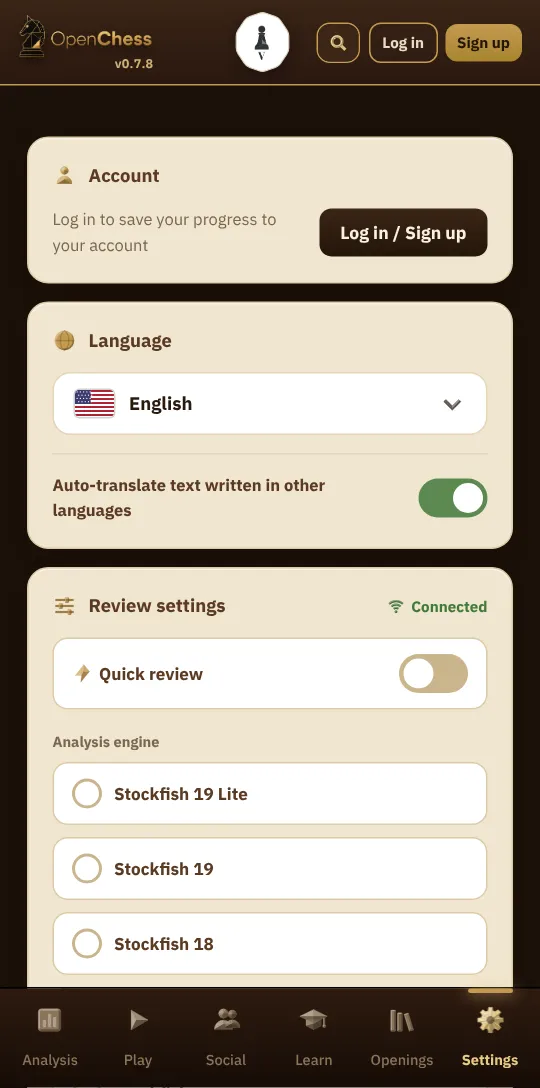 OpenChess
v0.7.8
V
Log in
Sign up
Account
Log in to save your progress to
your account
Log in / Sign up
Language
English
Auto-translate text written in other
languages
Review settings
Connected
Quick review
Analysis engine
Stockfish 19 Lite
Stockfish 19
Stockfish 18
Analysis
Play
Social
Learn
Openings
Settings